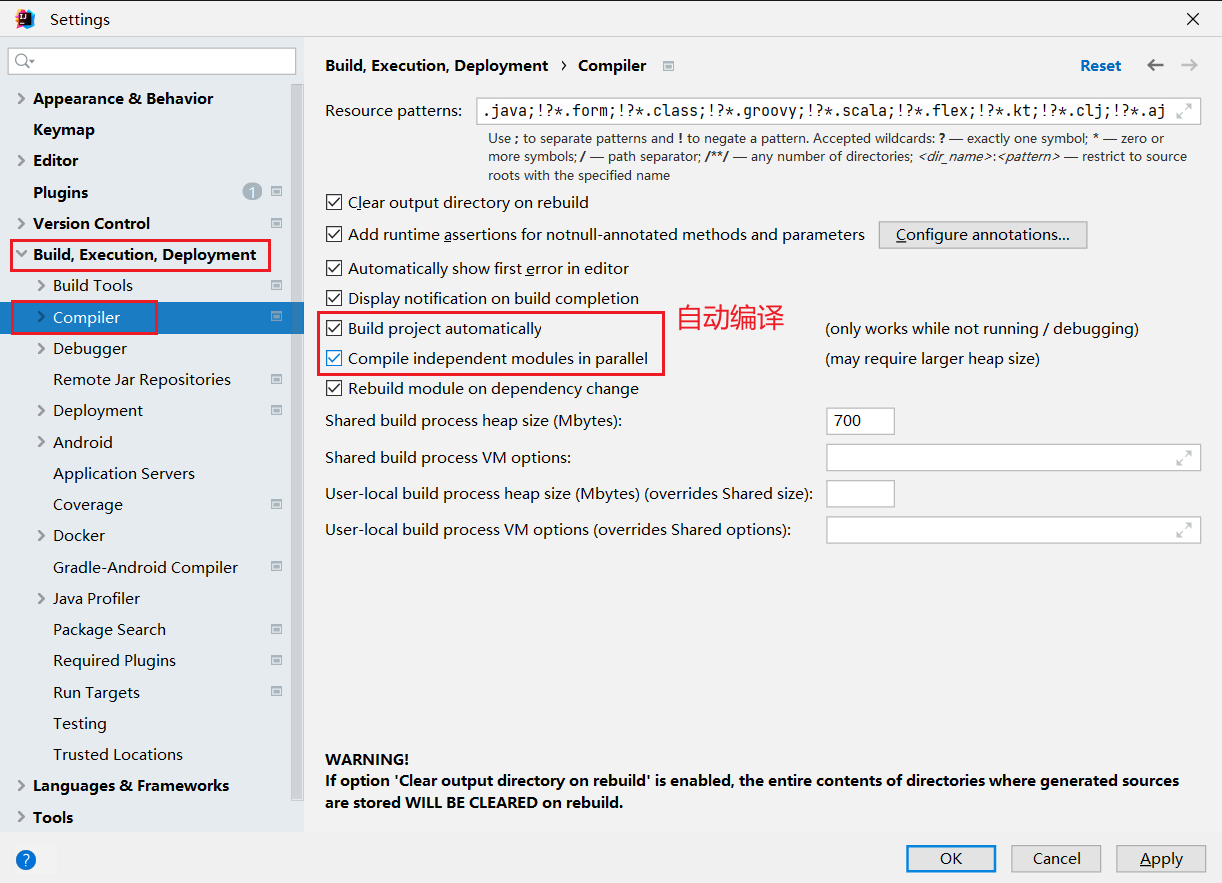 Settings
Appearance & Behavior
Keymap
Editor
Plugins 1
Version Control
Build, Execution, Deployment
Build Tools
Compiler
Debugger
Remote Jar Repositories
Deployment
Android
Application Servers
Coverage
Docker
Gradle-Android Compiler
Java Profiler
Package Search
Required Plugins
Run Targets
Testing
Trusted Locations
Languages & Frameworks
Tools
Build, Execution, Deployment › Compiler
Reset
Resource patterns: .java;!?*.form;!?*.class;!?*.groovy;!?*.scala;!?*.flex;!?*.kt;!?*.clj;!?*.aj
Use ; to separate patterns and ! to negate a pattern. Accepted wildcards: ? — exactly one symbol; * — zero or
more symbols; / — path separator; /**/ — any number of directories; <dir_name>:<pattern> — restrict to source
roots with the specified name
Clear output directory on rebuild
Add runtime assertions for notnull-annotated methods and parameters Configure annotations...
Automatically show first error in editor
Display notification on build completion
自动编译
Build project automatically (only works while not running / debugging)
Compile independent modules in parallel (may require larger heap size)
Rebuild module on dependency change
Shared build process heap size (Mbytes): 700
Shared build process VM options:
User-local build process heap size (Mbytes) (overrides Shared size):
User-local build process VM options (overrides Shared options):
WARNING!
If option 'Clear output directory on rebuild' is enabled, the entire contents of directories where generated sources
are stored WILL BE CLEARED on rebuild.
? OK Cancel Apply